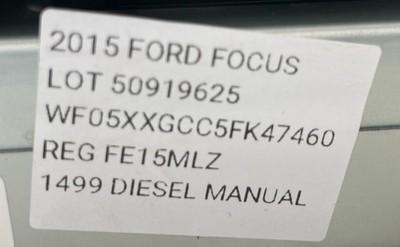 2015 FORD FOCUS
LOT 50919625
WF05XXGCC5FK47460
REG FE15MLZ
1499 DIESEL MANUAL